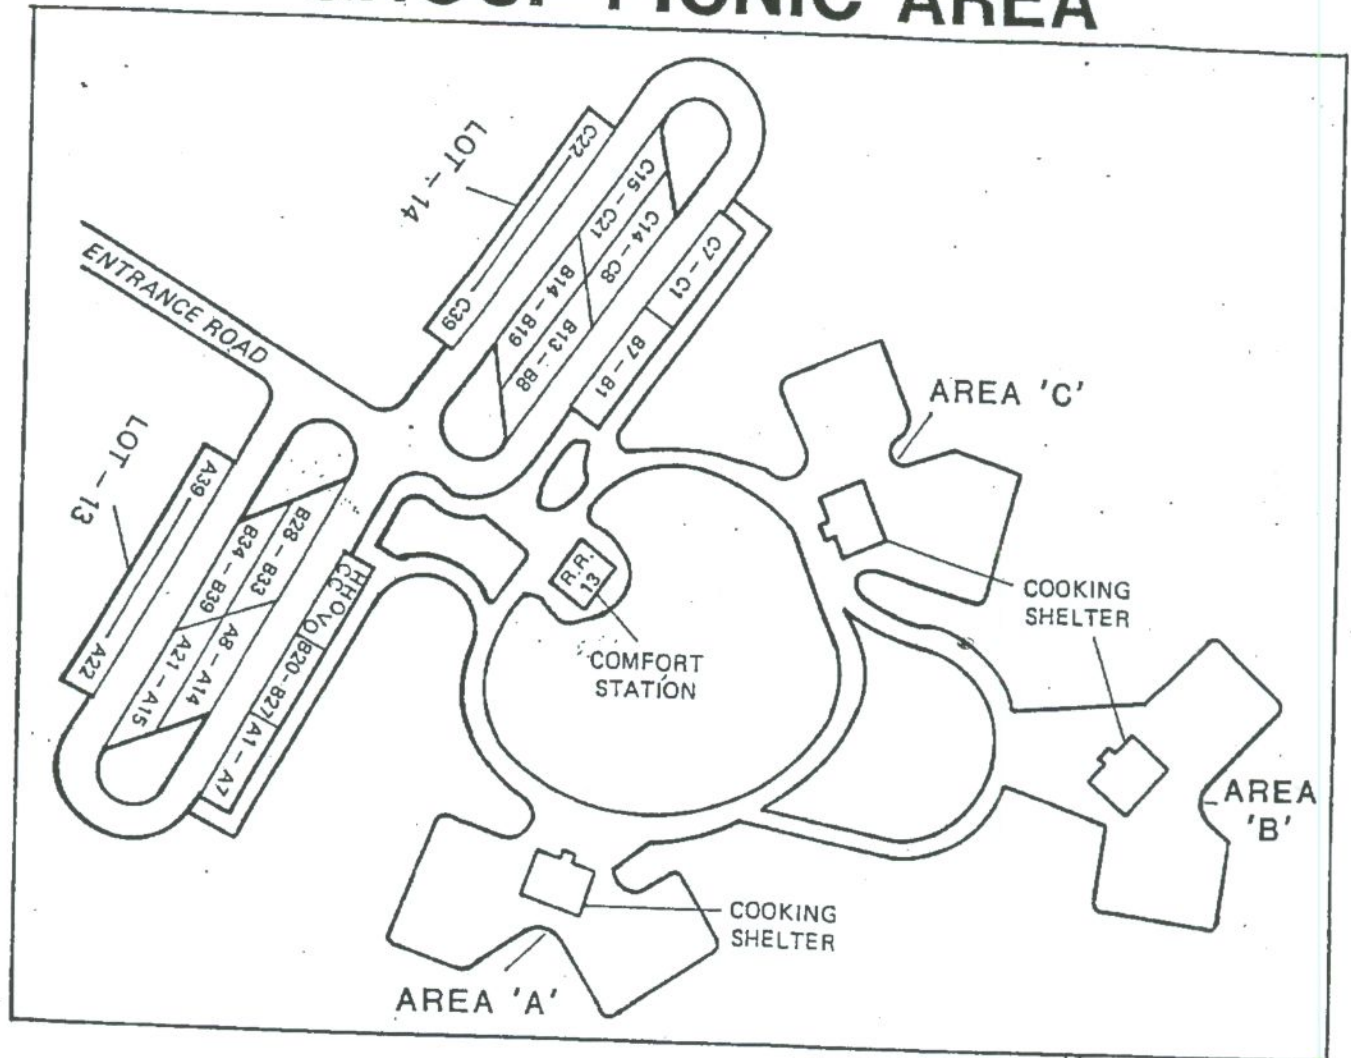 PICNIC AREA
LOT – 14
C22
C39
C15 – C21
C14 – C8
B14 – B19
B13 – B8
C7 – C1
B7 – B1
ENTRANCE ROAD
LOT – 13
A39
A22
B28 – B33
B34 – B39
A8 – A14
A21 – A15
B20 – B27
A1 – A7
R.R.
13
COMFORT
STATION
AREA 'C'
COOKING
SHELTER
AREA
'B'
COOKING
SHELTER
AREA 'A'